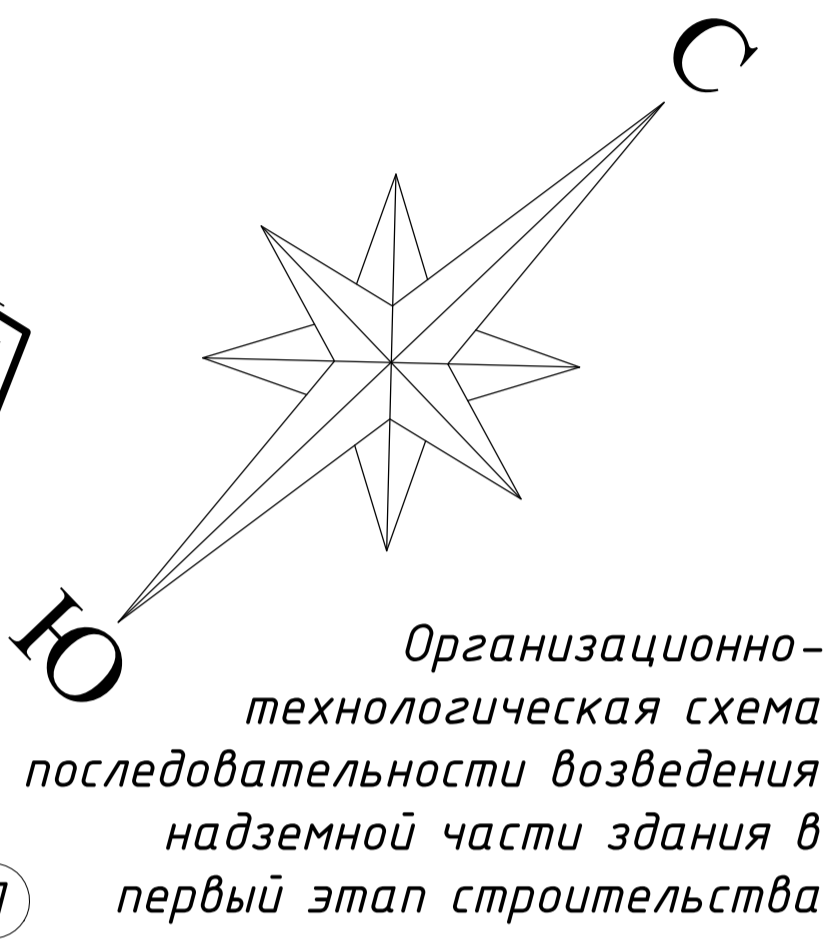 С
Ю
Организационно-
технологическая схема
последовательности возведения
надземной части здания в
первый этап строительства